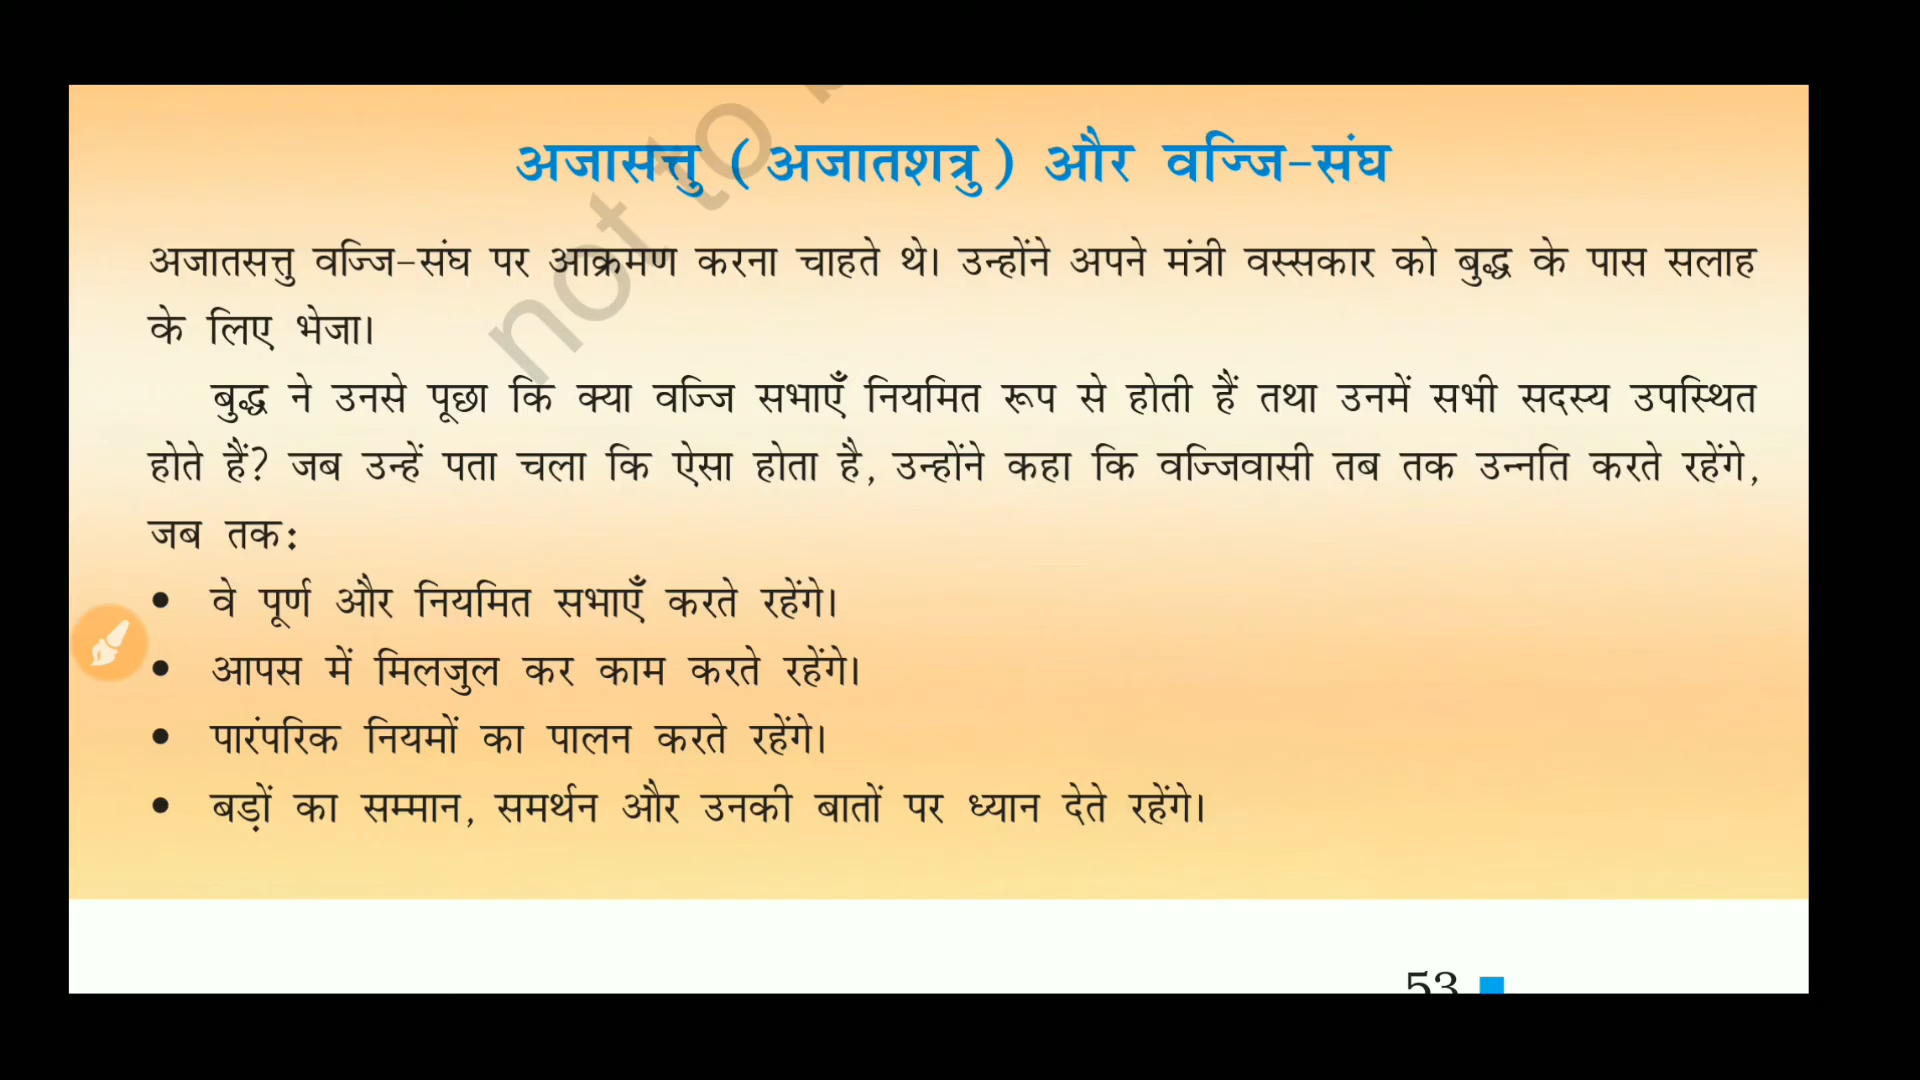 अजासत्तु (अजातशत्रु) और वज्जि-संघ
अजातसत्तु वज्जि-संघ पर आक्रमण करना चाहते थे। उन्होंने अपने मंत्री वस्सकार को बुद्ध के पास सलाह
के लिए भेजा।
बुद्ध ने उनसे पूछा कि क्या वज्जि सभाएँ नियमित रूप से होती हैं तथा उनमें सभी सदस्य उपस्थित
होते हैं? जब उन्हें पता चला कि ऐसा होता है, उन्होंने कहा कि वज्जिवासी तब तक उन्नति करते रहेंगे,
जब तक:
• वे पूर्ण और नियमित सभाएँ करते रहेंगे।
• आपस में मिलजुल कर काम करते रहेंगे।
• पारंपरिक नियमों का पालन करते रहेंगे।
• बड़ों का सम्मान, समर्थन और उनकी बातों पर ध्यान देते रहेंगे।
53
not to